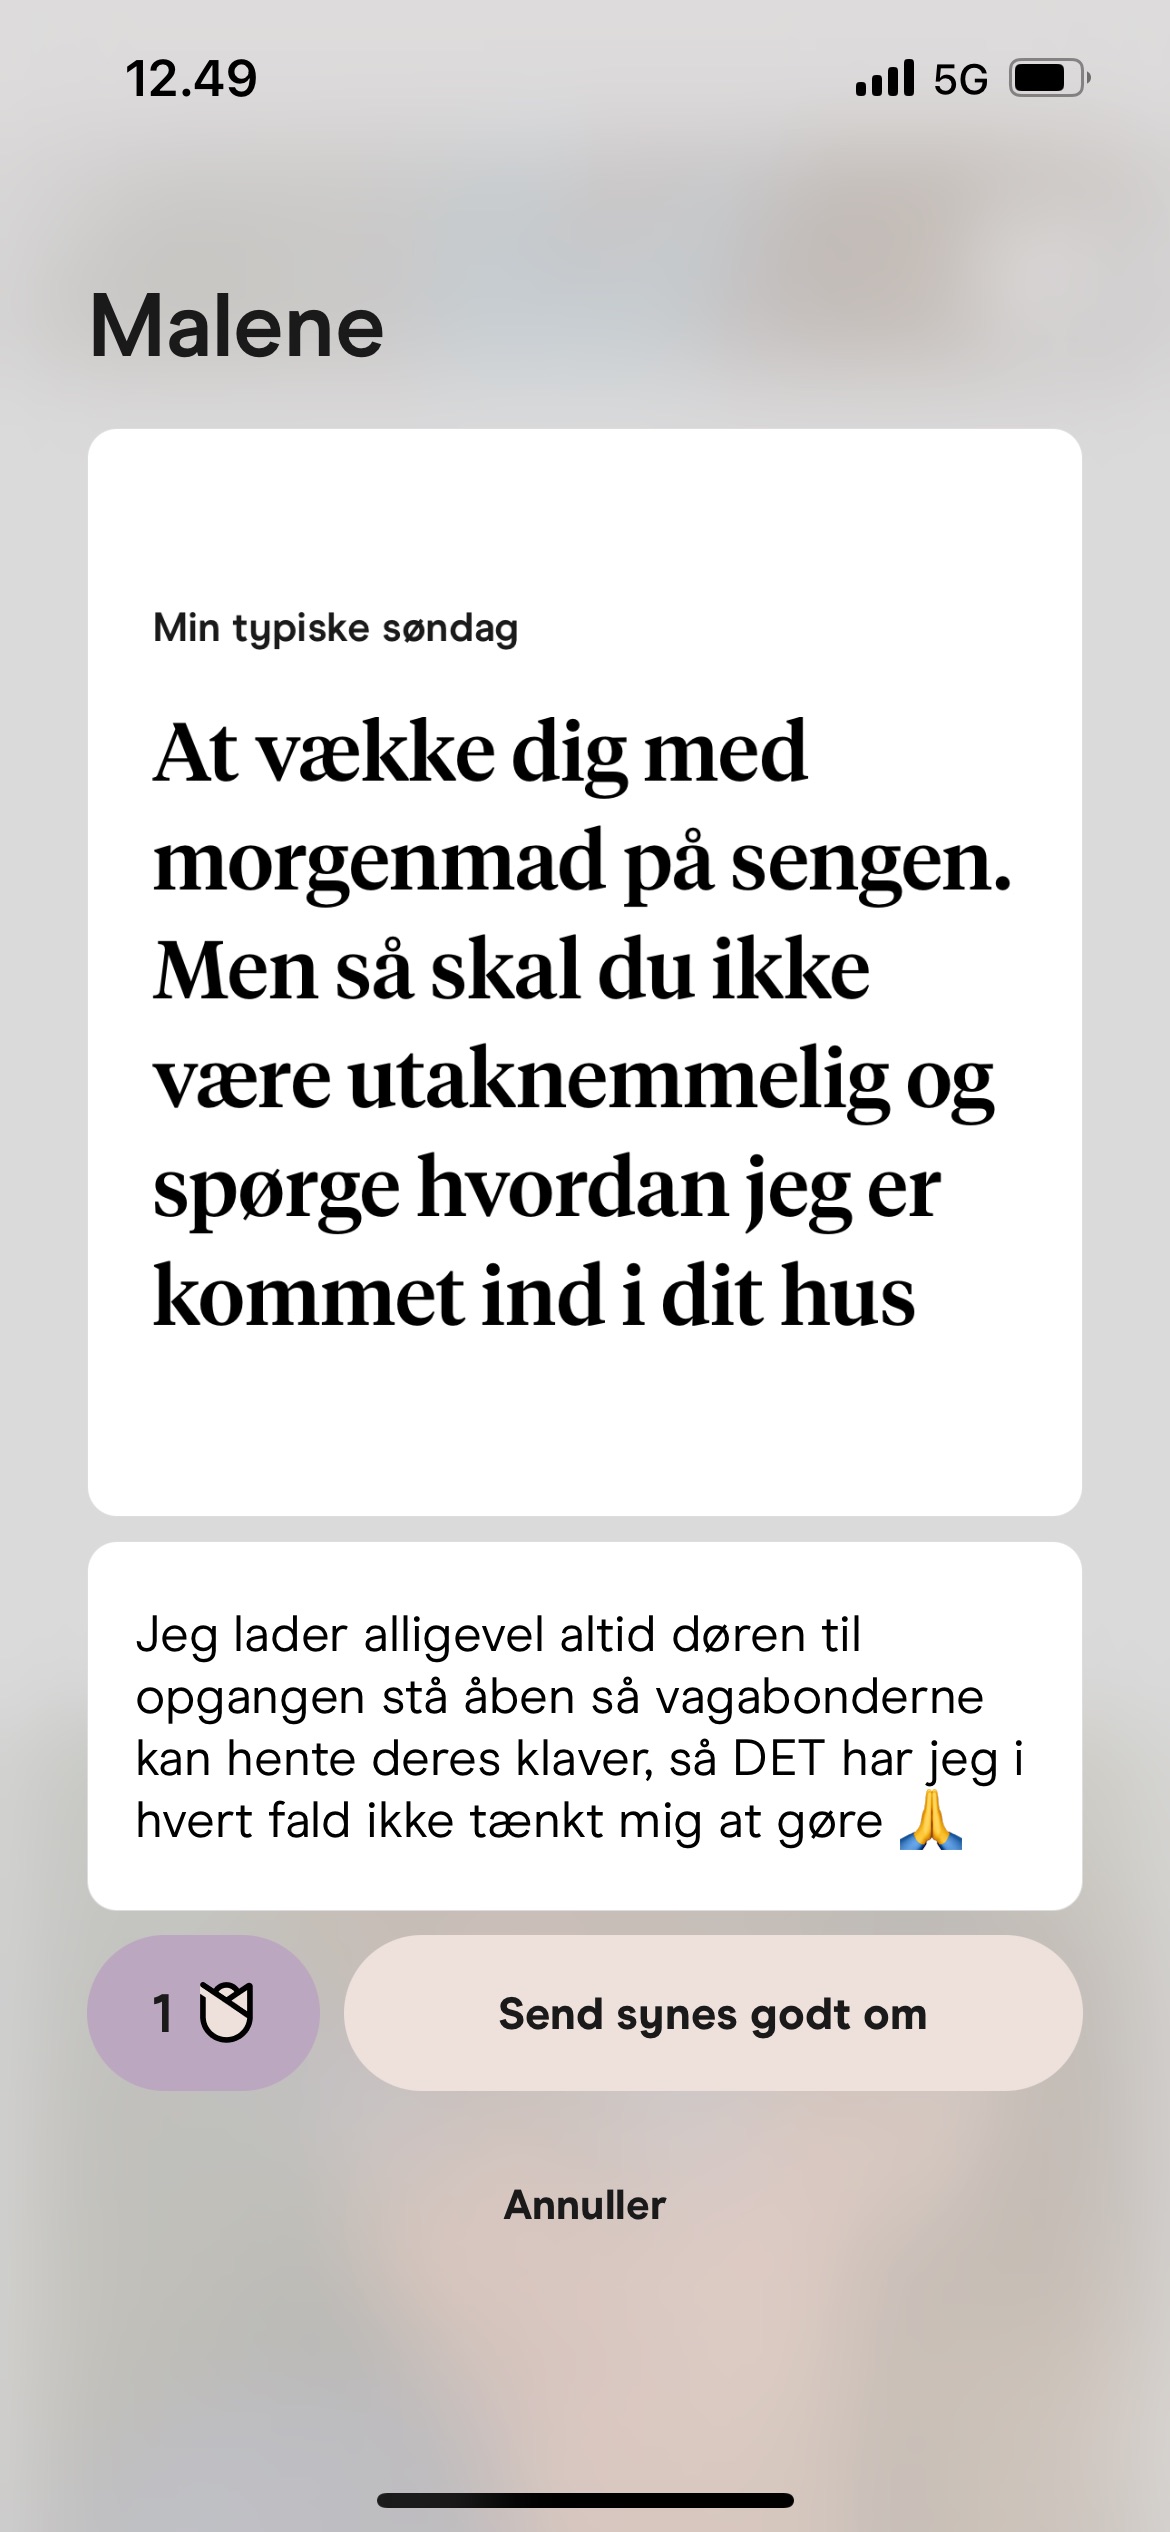 12.49
5G
Malene
Min typiske søndag
At vække dig med
morgenmad på sengen.
Men så skal du ikke
være utaknemmelig og
spørge hvordan jeg er
kommet ind i dit hus
Jeg lader alligevel altid døren til
opgangen stå åben så vagabonderne
kan hente deres klaver, så DET har jeg i
hvert fald ikke tænkt mig at gøre 🙏
1
Send synes godt om
Annuller